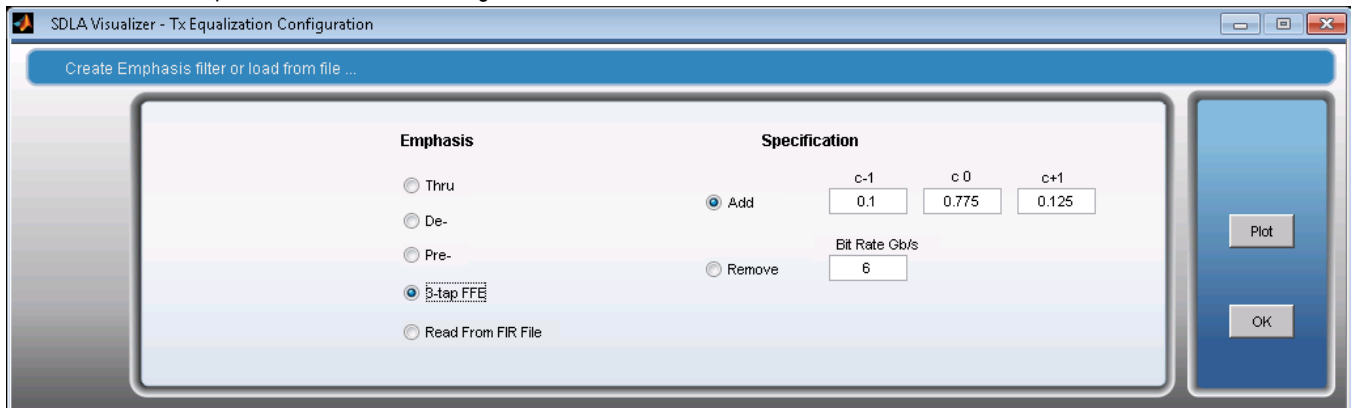 SDLA Visualizer - Tx Equalization Configuration
Create Emphasis filter or load from file ...
Emphasis
Specification
Thru
De-
Pre-
3-tap FFE
Read From FIR File
c-1 c 0 c+1
Add 0.1 0.775 0.125
Bit Rate Gb/s
Remove 6
Plot
OK